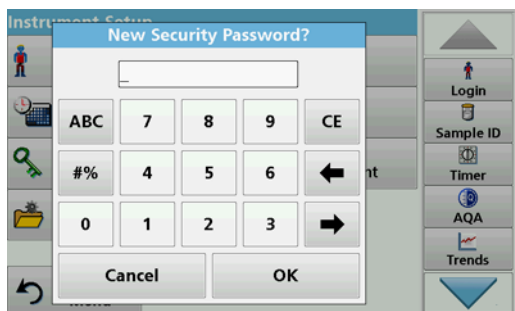 Instrument Setup
New Security Password?
_
ABC 7 8 9 CE
#% 4 5 6
0 1 2 3
Cancel OK
nt
Menu
Login
Sample ID
Timer
AQA
Trends